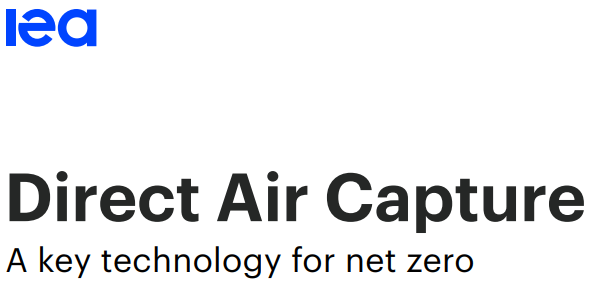 iea
Direct Air Capture
A key technology for net zero